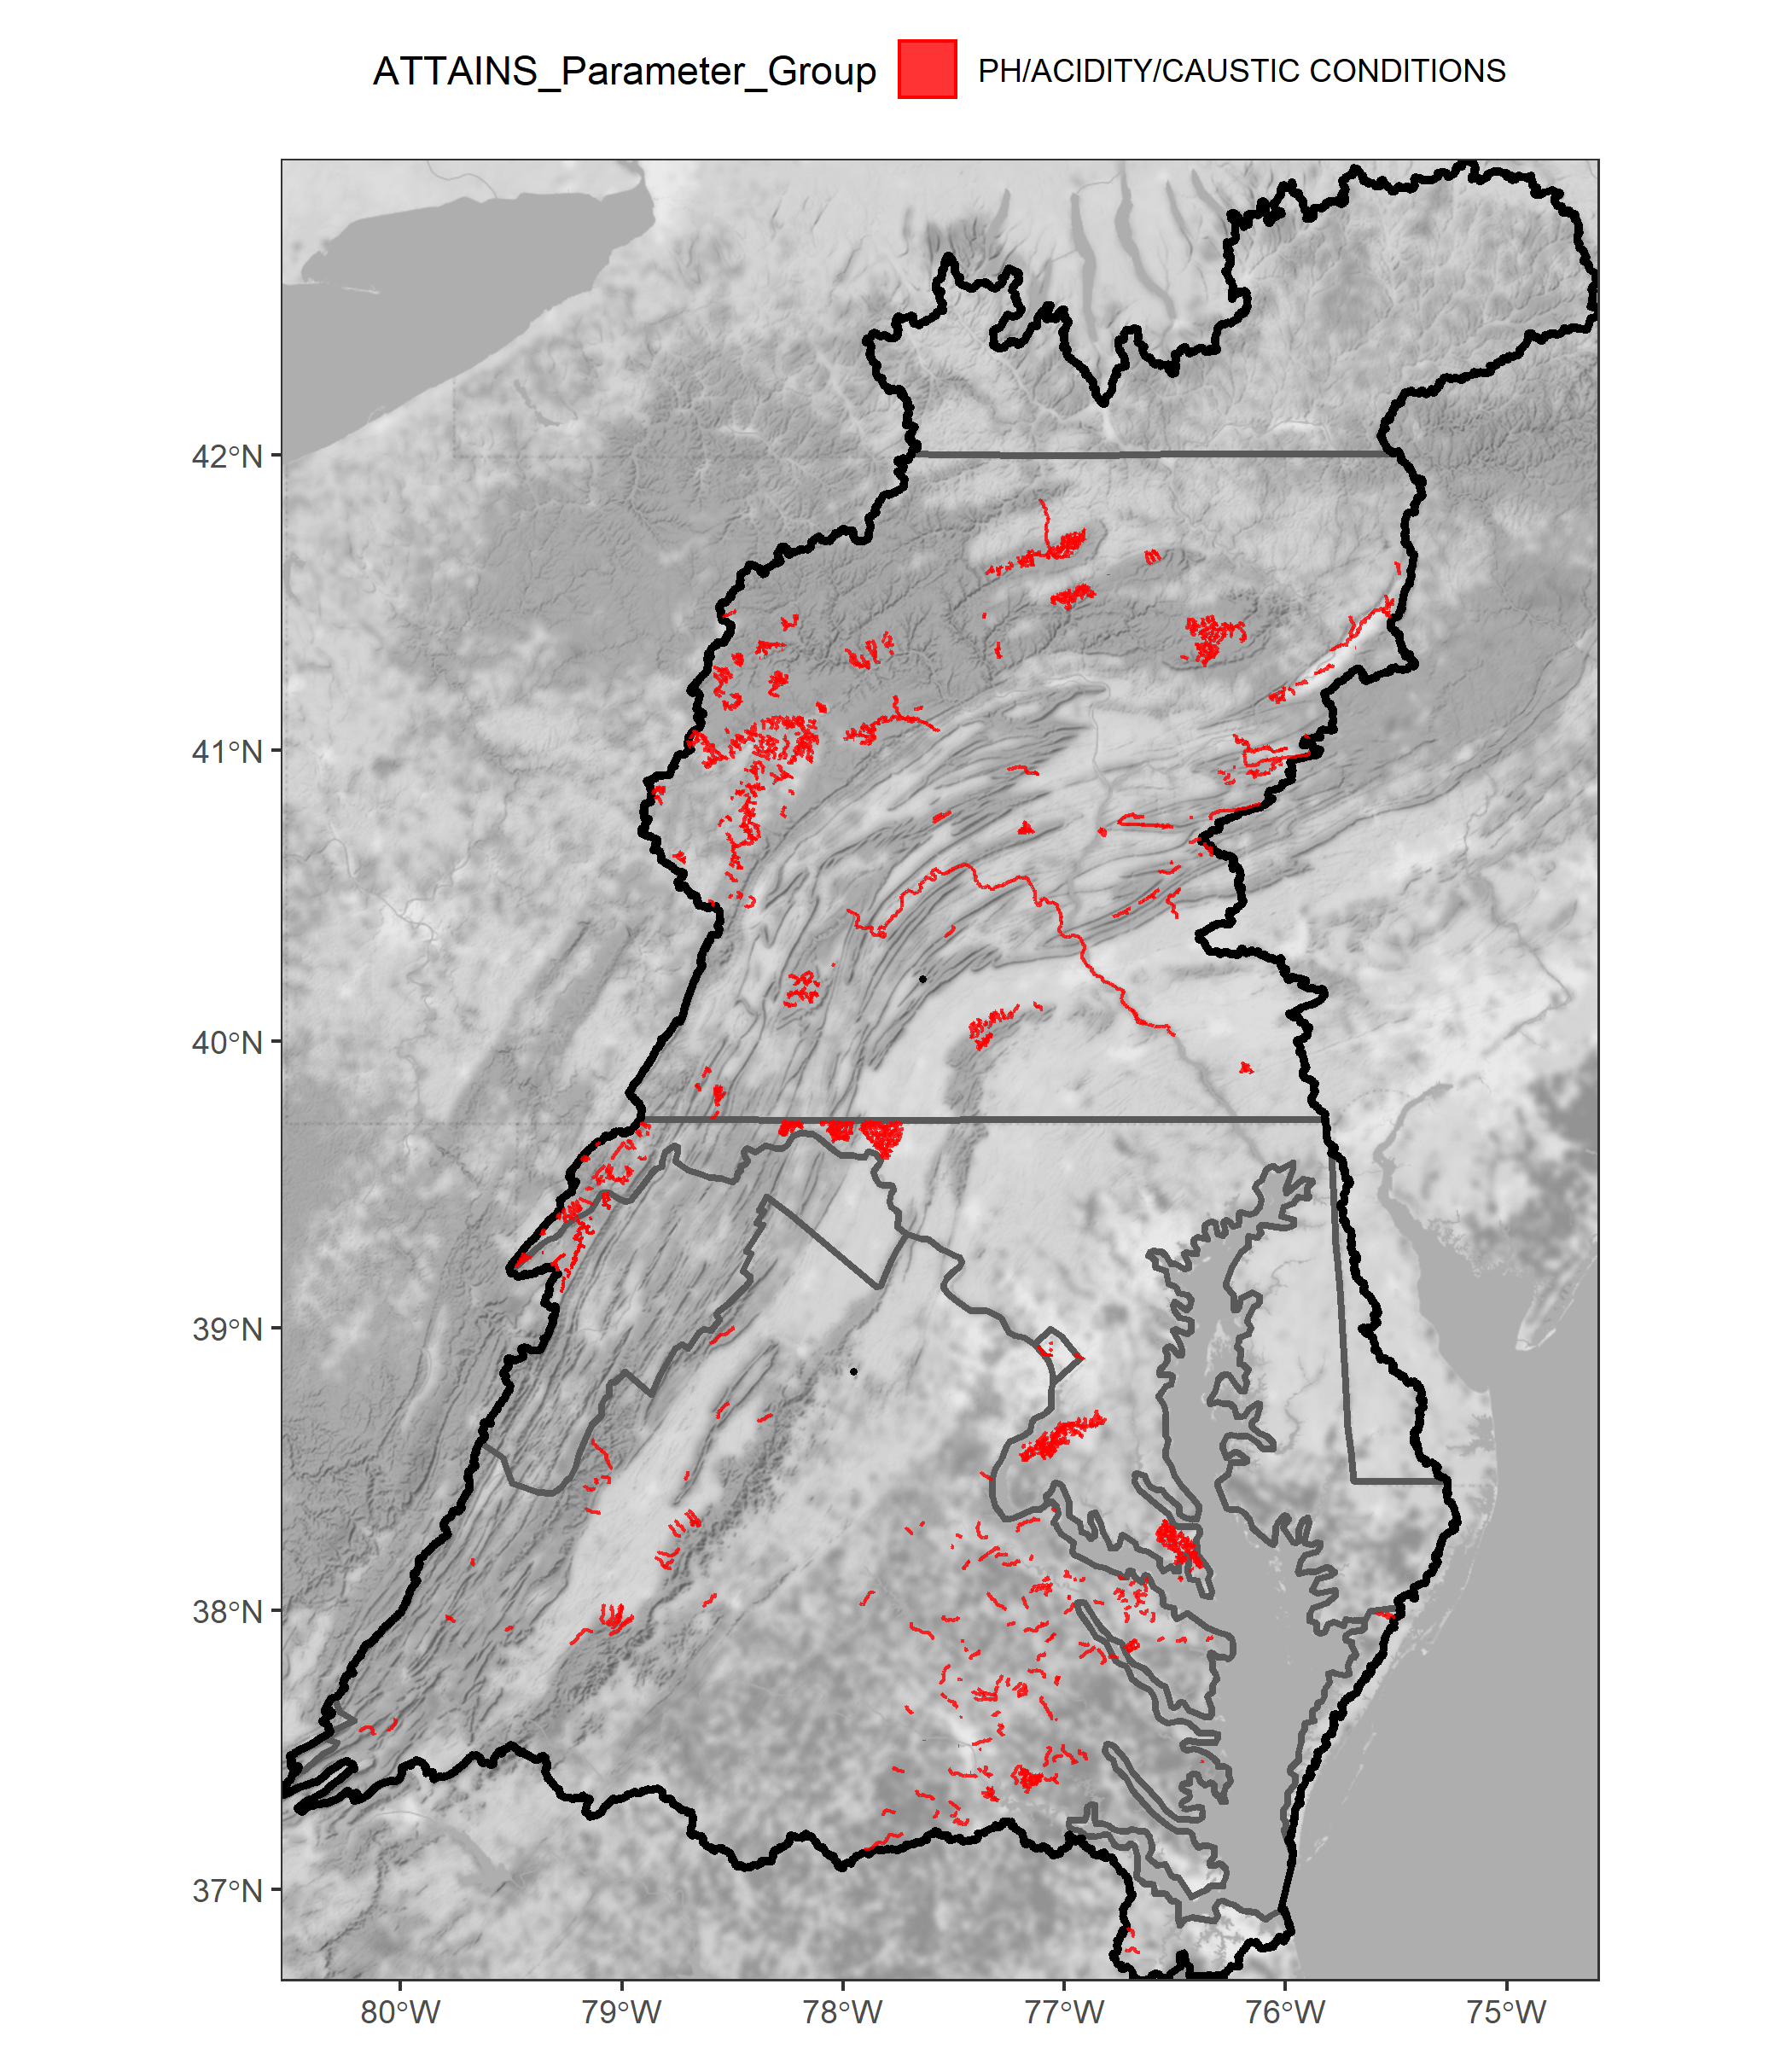 ATTAINS_Parameter_Group PH/ACIDITY/CAUSTIC CONDITIONS
42°N
41°N
40°N
39°N
38°N
37°N
80°W 79°W 78°W 77°W 76°W 75°W